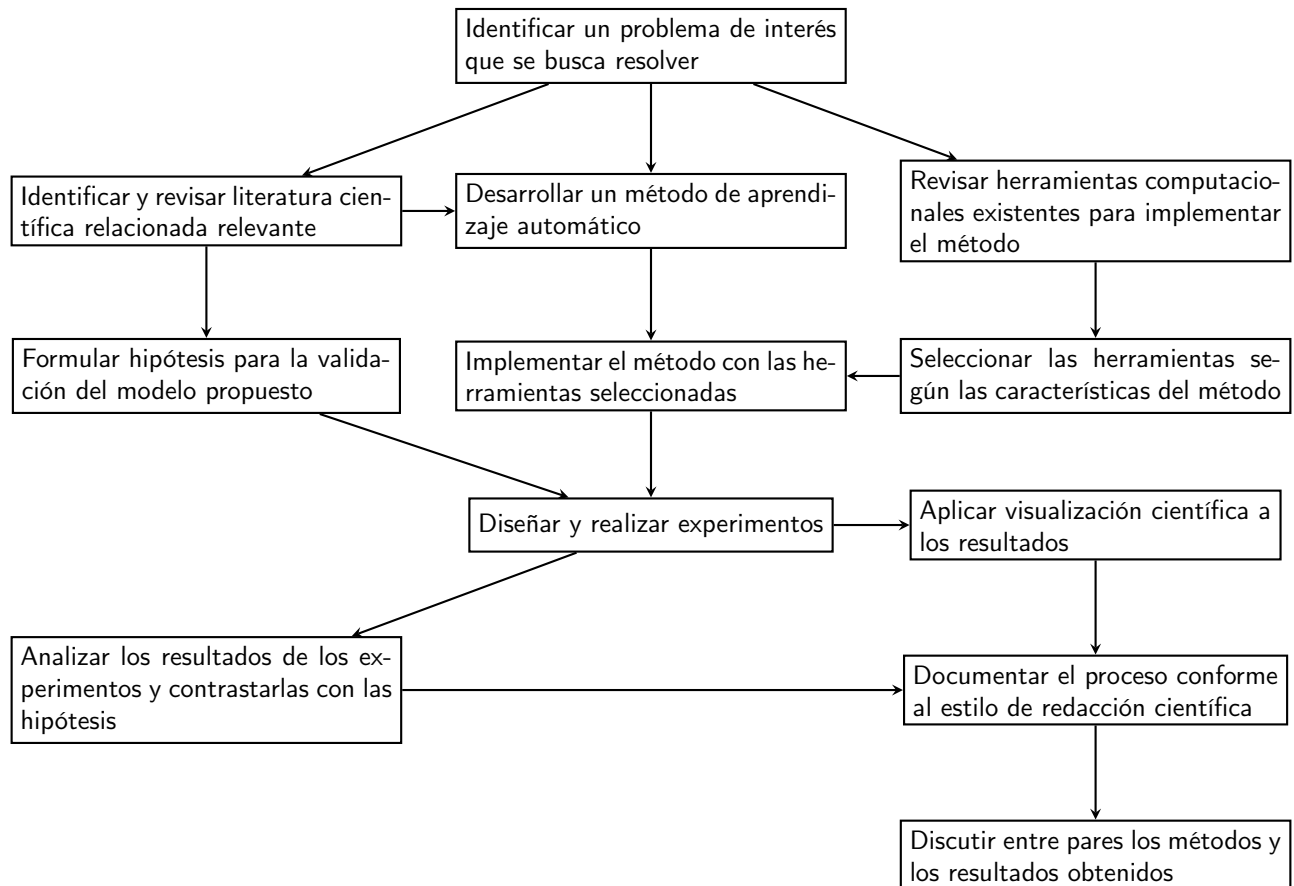 Identificar un problema de interés
que se busca resolver
Identificar y revisar literatura cien-
tífica relacionada relevante
Desarrollar un método de aprendi-
zaje automático
Revisar herramientas computacio-
nales existentes para implementar
el método
Formular hipótesis para la valida-
ción del modelo propuesto
Implementar el método con las he-
rramientas seleccionadas
Seleccionar las herramientas se-
gún las características del método
Diseñar y realizar experimentos
Aplicar visualización científica a
los resultados
Analizar los resultados de los ex-
perimentos y contrastarlas con las
hipótesis
Documentar el proceso conforme
al estilo de redacción científica
Discutir entre pares los métodos y
los resultados obtenidos